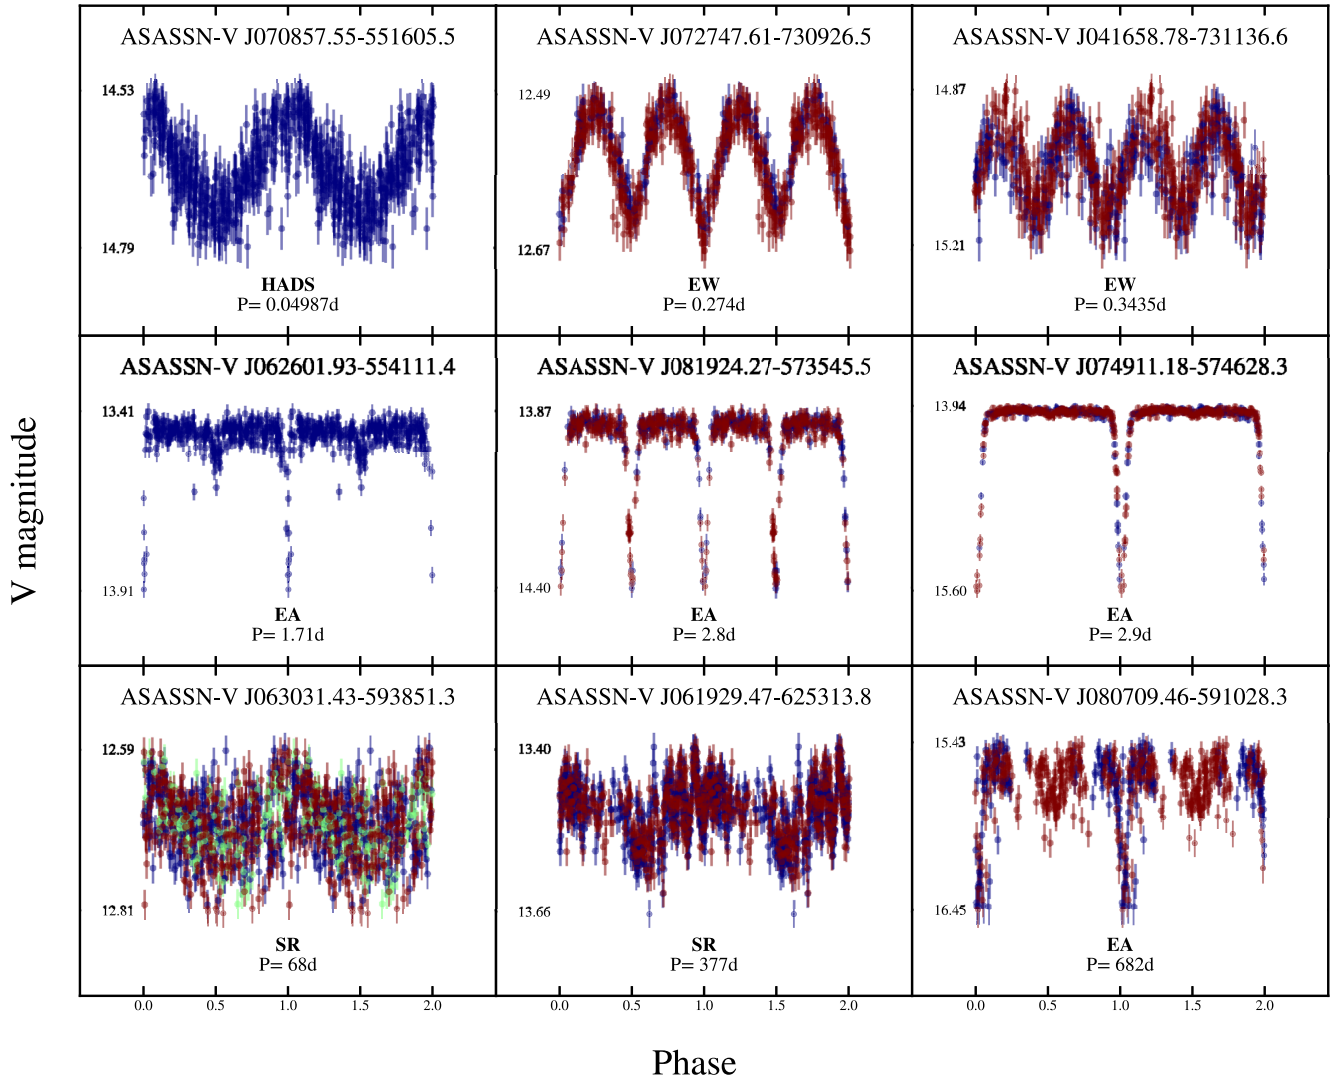 ASASSN-V J070857.55-551605.5
14.53
14.79
HADS
P= 0.04987d
ASASSN-V J072747.61-730926.5
12.49
12.67
EW
P= 0.274d
ASASSN-V J041658.78-731136.6
14.87
15.21
EW
P= 0.3435d
ASASSN-V J062601.93-554111.4
13.41
13.91
EA
P= 1.71d
ASASSN-V J081924.27-573545.5
13.87
14.40
EA
P= 2.8d
ASASSN-V J074911.18-574628.3
13.94
15.60
EA
P= 2.9d
ASASSN-V J063031.43-593851.3
12.59
12.81
SR
P= 68d
ASASSN-V J061929.47-625313.8
13.40
13.66
SR
P= 377d
ASASSN-V J080709.46-591028.3
15.43
16.45
EA
P= 682d
0.0 0.5 1.0 1.5 2.0
0.0 0.5 1.0 1.5 2.0
0.0 0.5 1.0 1.5 2.0
V magnitude
Phase